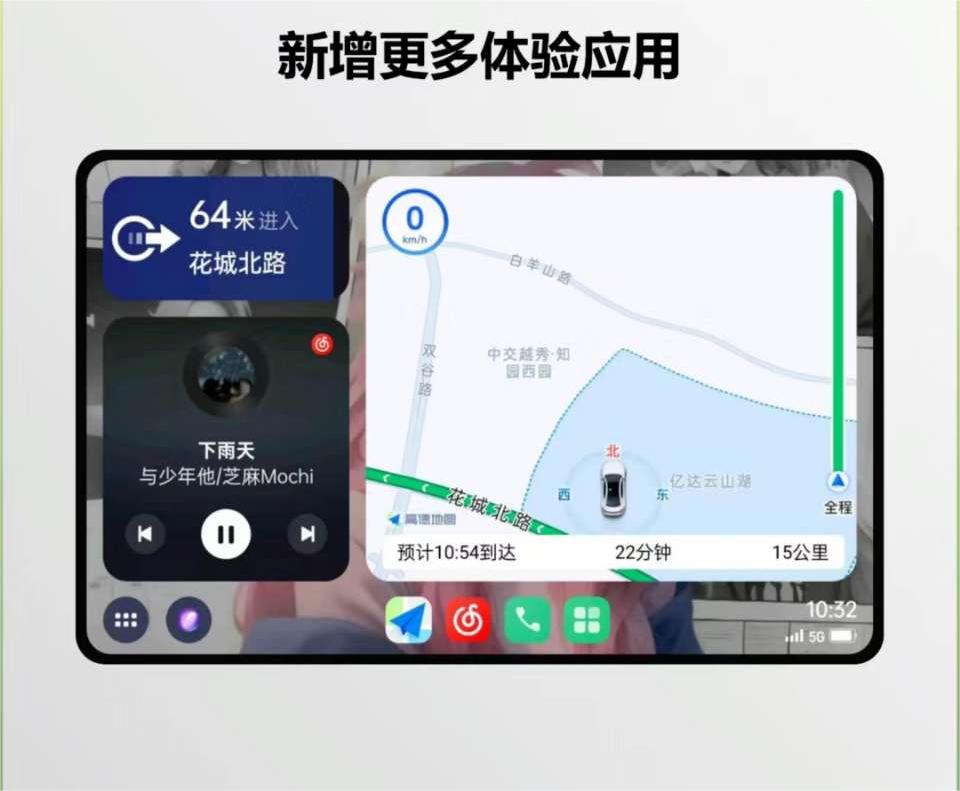 新增更多体验应用
64米进入
花城北路
下雨天
与少年他/芝麻Mochi
0
km/h
白羊山路
双谷路
中交越秀·知
园西园
北
西
东
亿达云山湖
花城北路
高德地图
全程
预计10:54到达 22分钟 15公里
10:32
5G